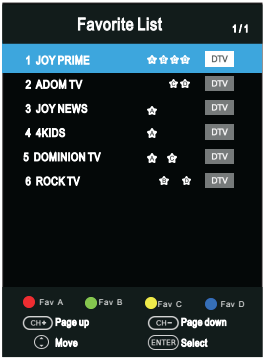 Favorite List
1/1
1 JOY PRIME DTV
2 ADOM TV DTV
3 JOY NEWS DTV
4 4KIDS DTV
5 DOMINION TV DTV
6 ROCK TV DTV
Fav A Fav B Fav C Fav D
CH+ Page up CH− Page down
Move ENTER Select